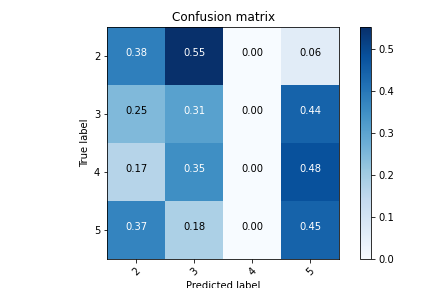 Confusion matrix
2 0.38 0.55 0.00 0.06
3 0.25 0.31 0.00 0.44
4 0.17 0.35 0.00 0.48
5 0.37 0.18 0.00 0.45
2 3 4 5
True label
Predicted label
0.5
0.4
0.3
0.2
0.1
0.0